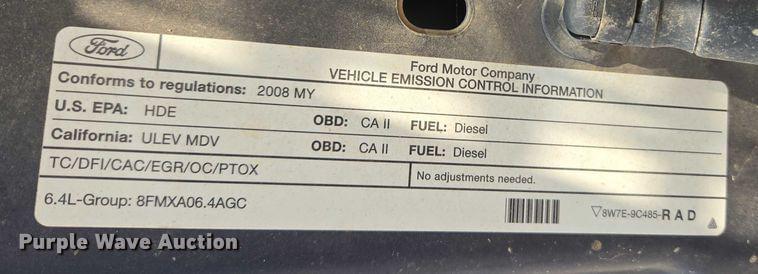 Ford
Ford Motor Company
VEHICLE EMISSION CONTROL INFORMATION
Conforms to regulations: 2008 MY
U.S. EPA: HDE OBD: CA II FUEL: Diesel
California: ULEV MDV OBD: CA II FUEL: Diesel
TC/DFI/CAC/EGR/OC/PTOX No adjustments needed.
6.4L-Group: 8FMXA06.4AGC ▽8W7E-9C485-R A D
Purple Wave Auction